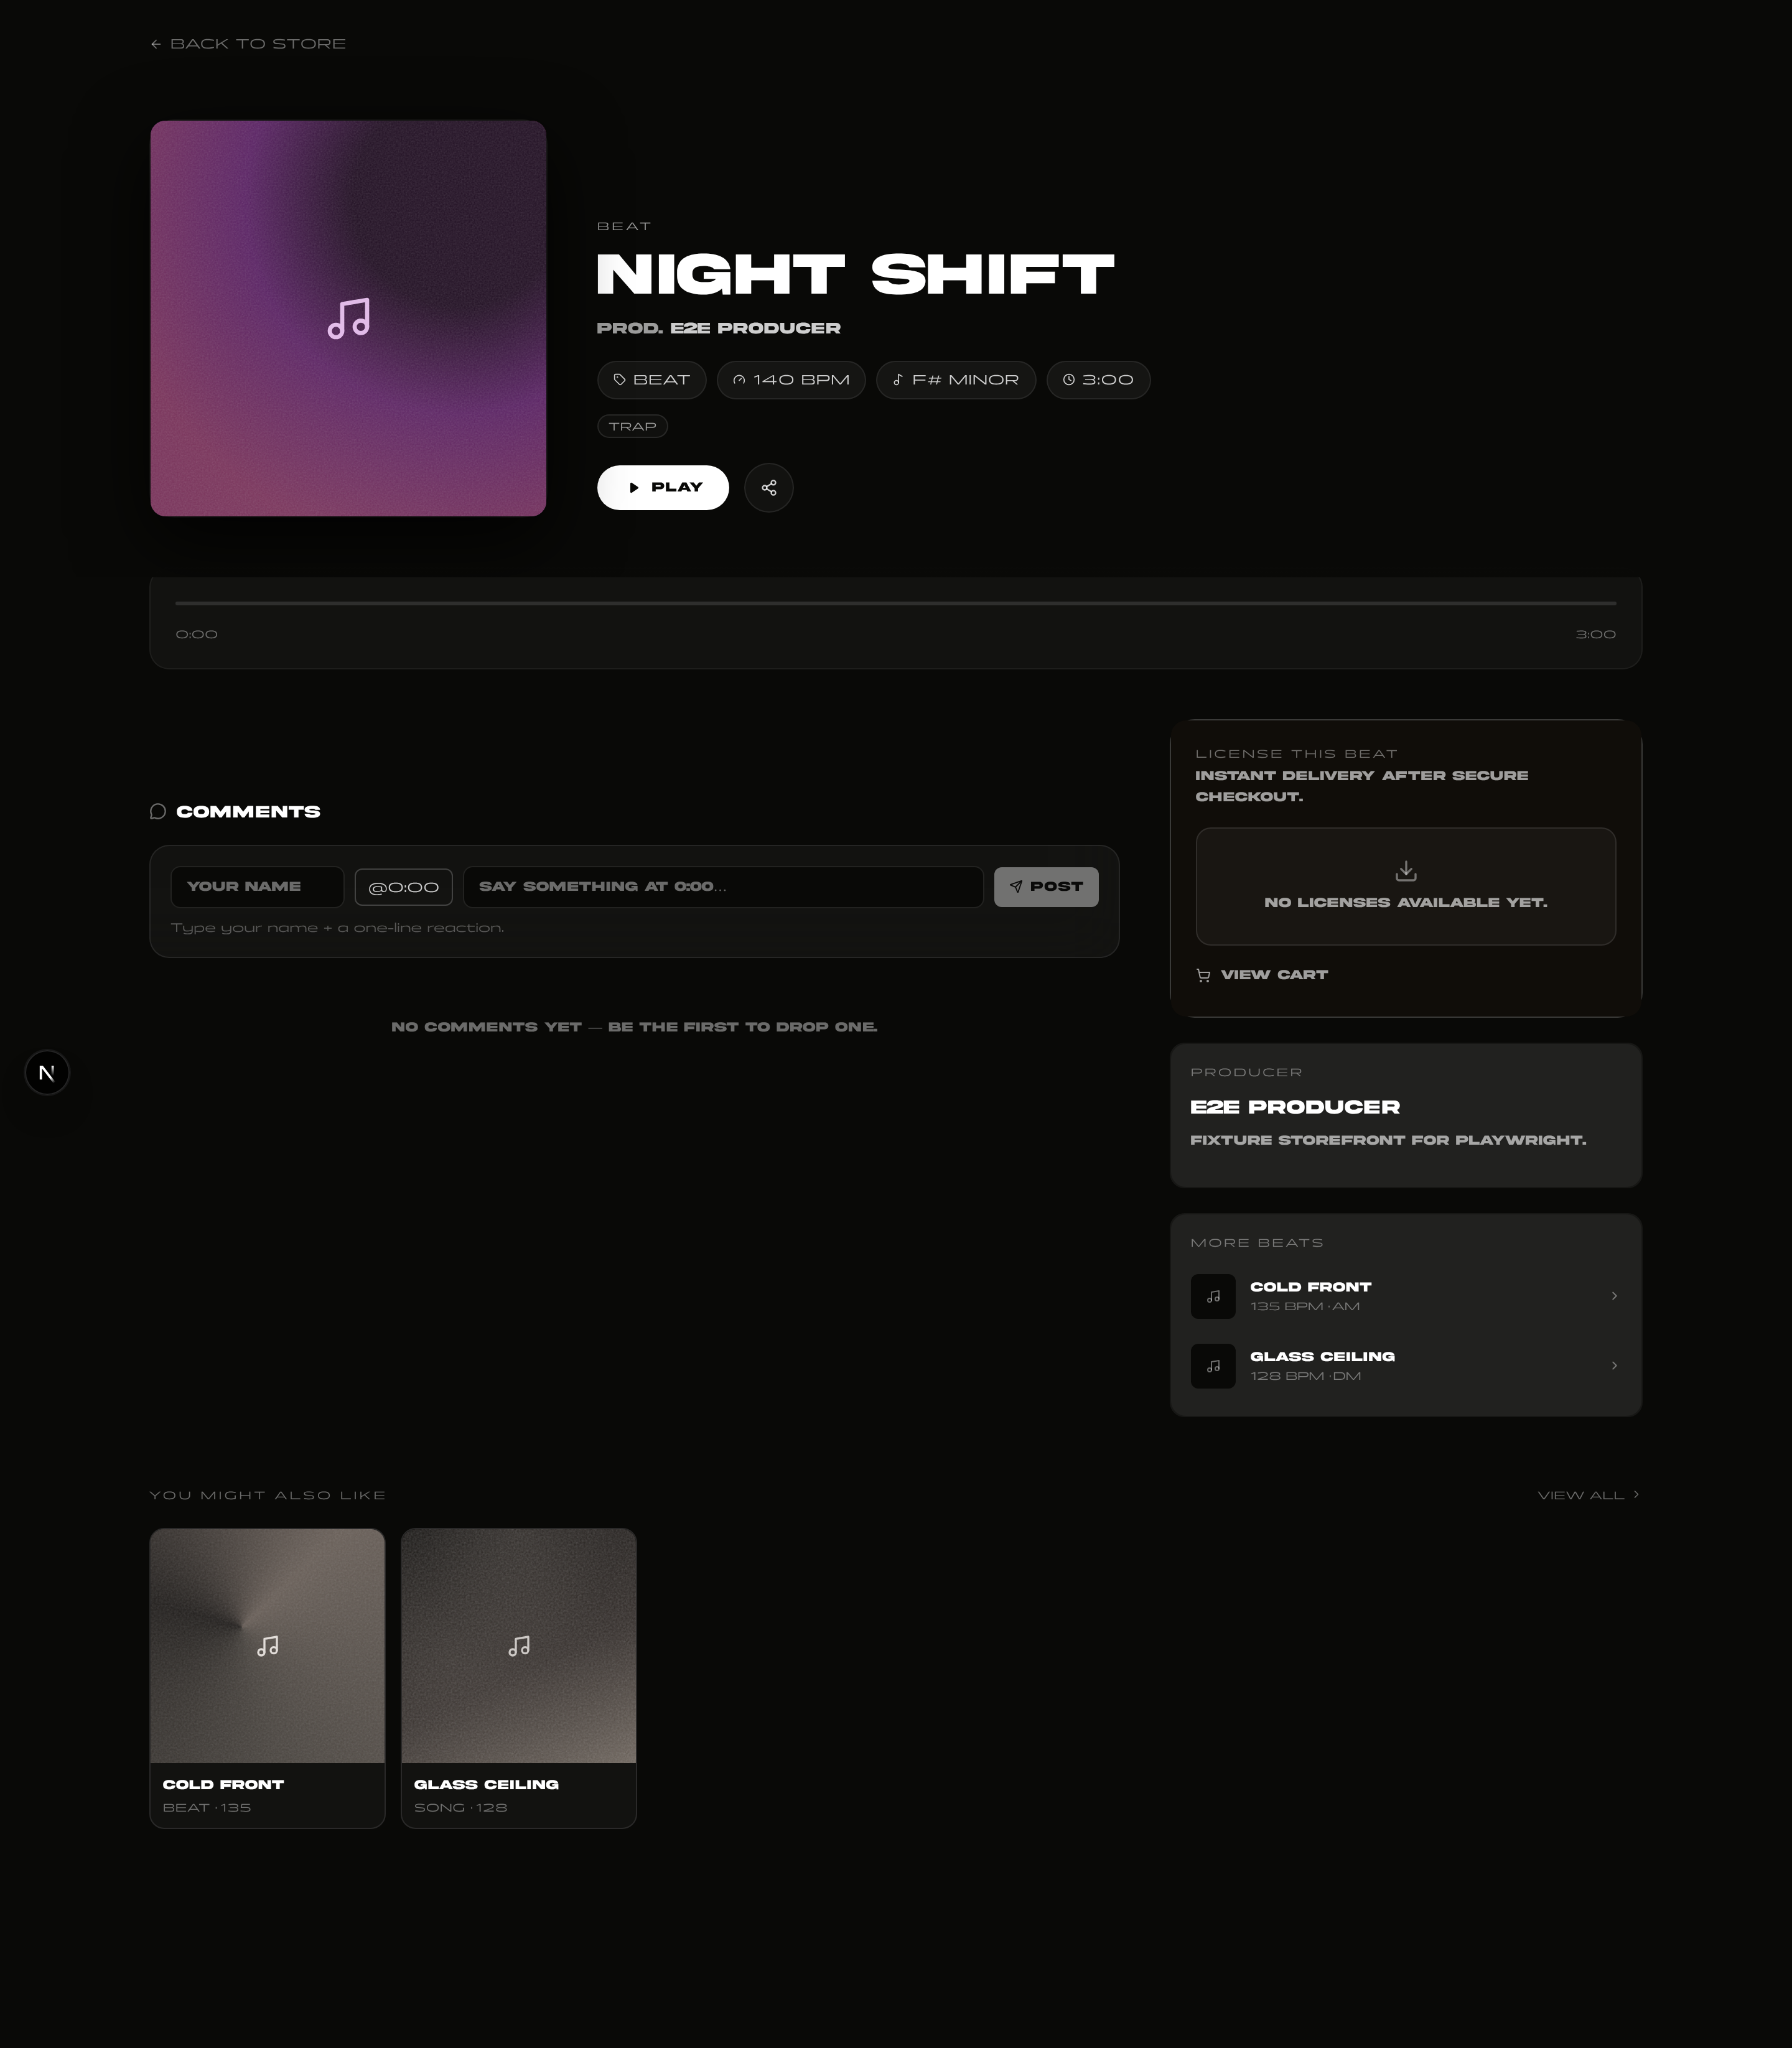 ← BACK TO STORE
BEAT
NIGHT SHIFT
PROD. E2E PRODUCER
BEAT
140 BPM
F# MINOR
3:00
TRAP
PLAY
0:00
3:00
COMMENTS
YOUR NAME
@0:00
SAY SOMETHING AT 0:00...
POST
Type your name + a one-line reaction.
NO COMMENTS YET — BE THE FIRST TO DROP ONE.
LICENSE THIS BEAT
INSTANT DELIVERY AFTER SECURE
CHECKOUT.
NO LICENSES AVAILABLE YET.
VIEW CART
PRODUCER
E2E PRODUCER
FIXTURE STOREFRONT FOR PLAYWRIGHT.
MORE BEATS
COLD FRONT
135 BPM · AM
GLASS CEILING
128 BPM · DM
N
YOU MIGHT ALSO LIKE
VIEW ALL >
COLD FRONT
BEAT · 135
GLASS CEILING
SONG · 128